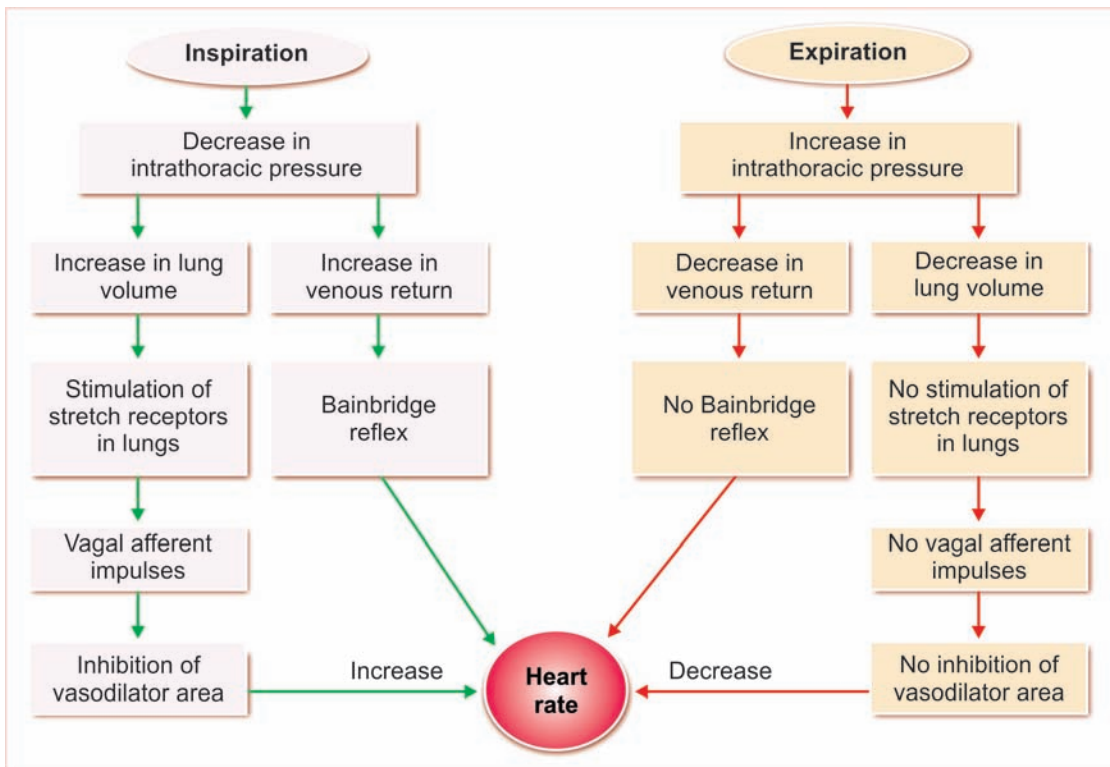 Inspiration
Decrease in
intrathoracic pressure
Increase in lung
volume
Increase in
venous return
Stimulation of
stretch receptors
in lungs
Bainbridge
reflex
Vagal afferent
impulses
Inhibition of
vasodilator area
Increase
Expiration
Increase in
intrathoracic pressure
Decrease in
venous return
Decrease in
lung volume
No Bainbridge
reflex
No stimulation of
stretch receptors
in lungs
No vagal afferent
impulses
No inhibition of
vasodilator area
Decrease
Heart
rate